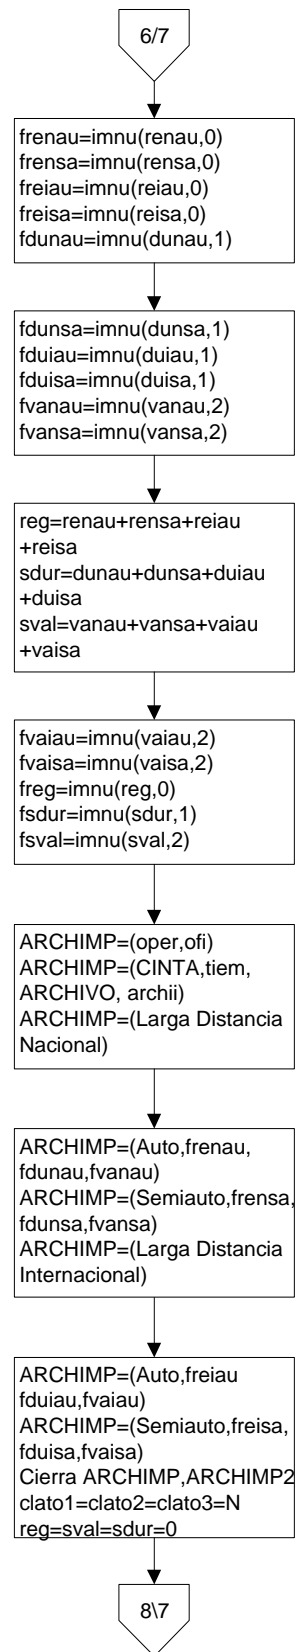 6/7
frenau=imnu(renau,0)
frensa=imnu(rensa,0)
freiau=imnu(reiau,0)
freisa=imnu(reisa,0)
fdunau=imnu(dunau,1)
fdunsa=imnu(dunsa,1)
fduiau=imnu(duiau,1)
fduisa=imnu(duisa,1)
fvanau=imnu(vanau,2)
fvansa=imnu(vansa,2)
reg=renau+rensa+reiau
+reisa
sdur=dunau+dunsa+duiau
+duisa
sval=vanau+vansa+vaiau
+vaisa
fvaiau=imnu(vaiau,2)
fvaisa=imnu(vaisa,2)
freg=imnu(reg,0)
fsdur=imnu(sdur,1)
fsval=imnu(sval,2)
ARCHIMP=(oper,ofi)
ARCHIMP=(CINTA,tiem,
ARCHIVO, archii)
ARCHIMP=(Larga Distancia
Nacional)
ARCHIMP=(Auto,frenau,
fdunau,fvanau)
ARCHIMP=(Semiauto,frensa,
fdunsa,fvansa)
ARCHIMP=(Larga Distancia
Internacional)
ARCHIMP=(Auto,freiau
fduiau,fvaiau)
ARCHIMP=(Semiauto,freisa,
fduisa,fvaisa)
Cierra ARCHIMP,ARCHIMP2
clato1=clato2=clato3=N
reg=sval=sdur=0
8\7